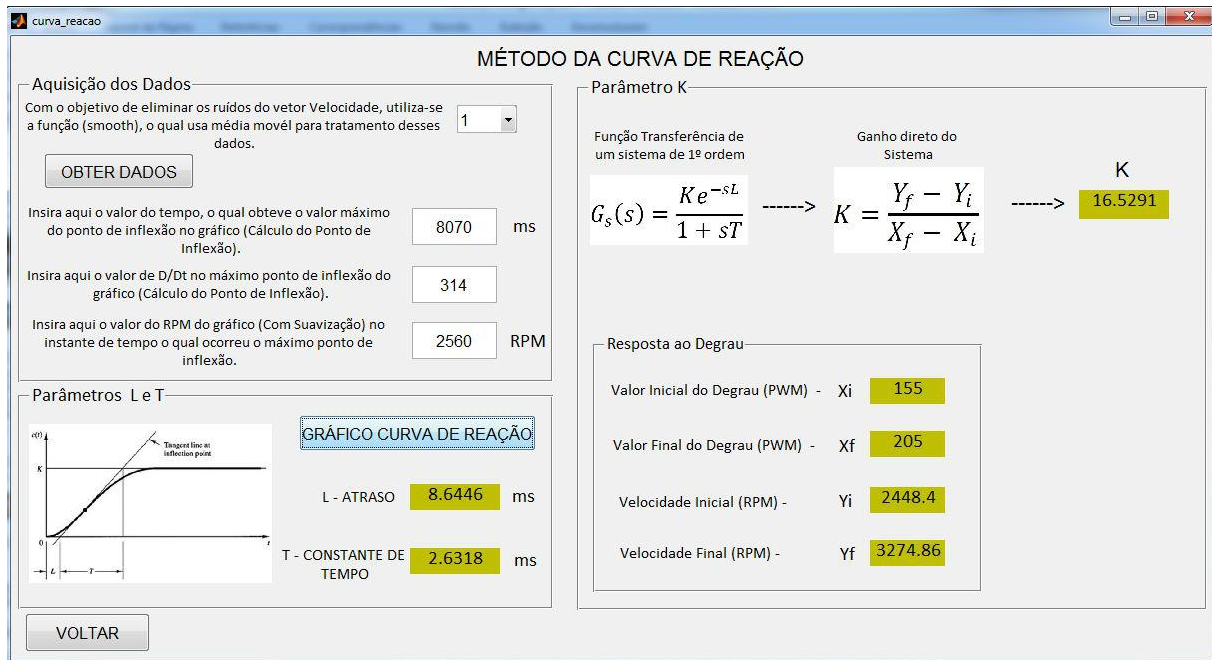 curva_reacao
MÉTODO DA CURVA DE REAÇÃO
Aquisição dos Dados
Com o objetivo de eliminar os ruídos do vetor Velocidade, utiliza-se
a função (smooth), o qual usa média movél para tratamento desses
dados.
1
OBTER DADOS
Insira aqui o valor do tempo, o qual obteve o valor máximo
do ponto de inflexão no gráfico (Cálculo do Ponto de
Inflexão).
8070 ms
Insira aqui o valor de D/Dt no máximo ponto de inflexão do
gráfico (Cálculo do Ponto de Inflexão).
314
Insira aqui o valor do RPM do gráfico (Com Suavização) no
instante de tempo o qual ocorreu o máximo ponto de
inflexão.
2560 RPM
Parâmetros L e T
c(t)
Tangent line at
inflection point
K
0
t
L
T
GRÁFICO CURVA DE REAÇÃO
L - ATRASO 8.6446 ms
T - CONSTANTE DE
TEMPO
2.6318 ms
VOLTAR
Parâmetro K
Função Transferência de
um sistema de 1º ordem
G_s(s) = Ke^{-sL} / (1 + sT)
------>
Ganho direto do
Sistema
K = (Y_f − Y_i) / (X_f − X_i)
------>
K
16.5291
Resposta ao Degrau
Valor Inicial do Degrau (PWM) - Xi 155
Valor Final do Degrau (PWM) - Xf 205
Velocidade Inicial (RPM) - Yi 2448.4
Velocidade Final (RPM) - Yf 3274.86